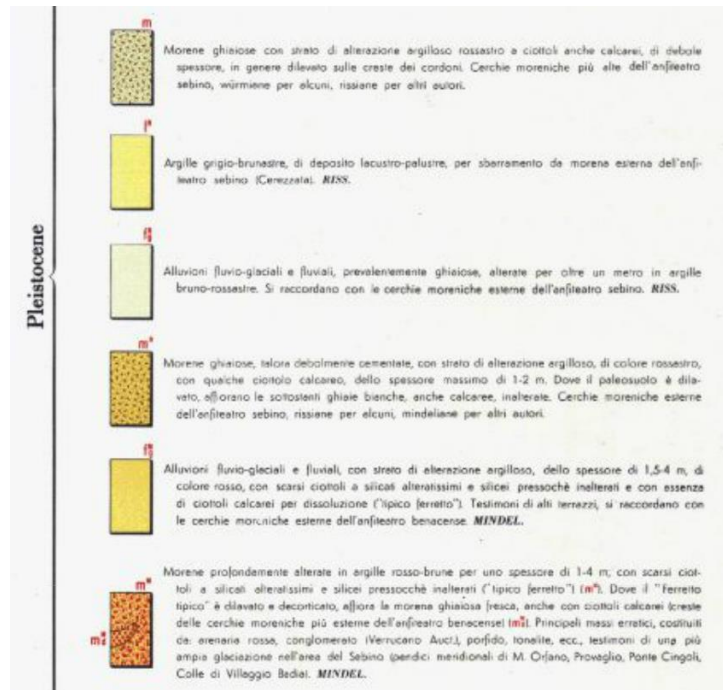 m
Morene ghiaiose con strato di alterazione argilloso rossastro a ciottoli anche calcarei, di debole
spessore, in genere dilavato sulle creste dei cordoni. Cerchie moreniche più alte dell'anfiteatro
sebino, würmiane per alcuni, rissiane per altri autori.
Argille grigio-brunastre, di deposito lacustro-palustre, per sbarramento da morena esterna dell'anfi-
teatro sebino (Cerezzata). RISS.
Pleistocene
Alluvioni fluvio-glaciali e fluviali, prevalentemente ghiaiose, alterate per oltre un metro in argille
bruno-rossastre. Si raccordano con le cerchie moreniche esterne dell'anfiteatro sebino. RISS.
Morene ghiaiose, talora debolmente cementate, con strato di alterazione argilloso, di colore rossastro,
con qualche ciottolo calcareo, dello spessore massimo di 1-2 m. Dove il paleosuolo è dila-
vato, affiorano le sottostanti ghiaie bianche, anche calcaree, inalterate. Cerchie moreniche esterne
dell'anfiteatro sebino, rissiane per alcuni, mindeliane per altri autori.
Alluvioni fluvio-glaciali e fluviali, con strato di alterazione argilloso, dello spessore di 1,5-4 m, di
colore rosso, con scarsi ciottoli a silicati alteratissimi e silicei pressochè inalterati e con essenza
di ciottoli calcarei per dissoluzione ("tipico ferretto"). Testimoni di alti terrazzi, si raccordano con
le cerchie moreniche esterne dell'anfiteatro benacense. MINDEL.
Morene profondamente alterate in argille rosso-brune per uno spessore di 1-4 m, con scarsi ciot-
toli a silicati alteratissimi e silicei pressocchè inalterati ("tipico ferretto") Dove il "Ferretto
tipico" è dilavato e decorticato, affiora la morena ghiaiosa fresca, anche con ciottoli calcarei (creste
delle cerchie moreniche più esterne dell'anfiteatro benacense) Principali massi erratici, costituiti
da: arenaria rossa, conglomerato (Verrucano Auct.), porfido, tonalite, ecc., testimoni di una più
ampia glaciazione nell'area del Sebino (pendici meridionali di M. Orfano, Provaglio, Ponte Cingoli,
Colle di Villaggio Badia). MINDEL.